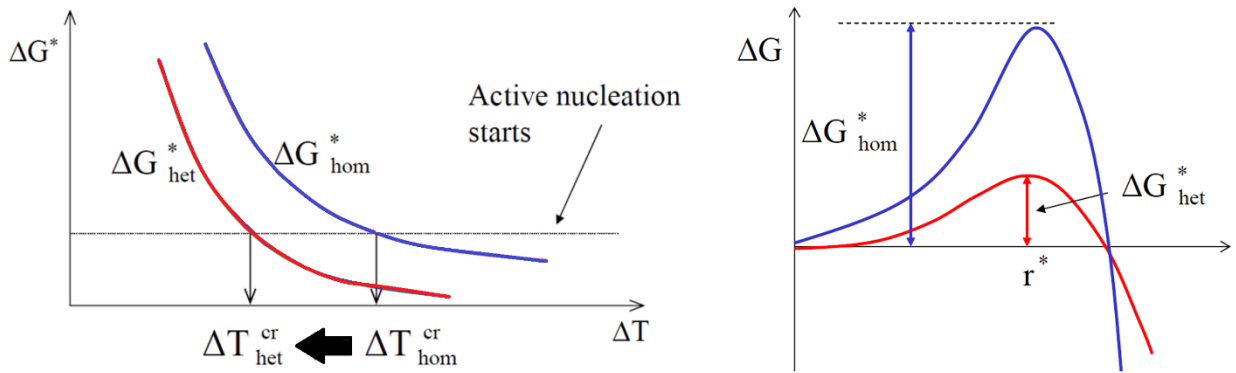 ΔG*
Active nucleation
starts
ΔG*het
ΔG*hom
ΔT
ΔTcrhet
ΔTcrhom
ΔG
ΔG*hom
ΔG*het
r*